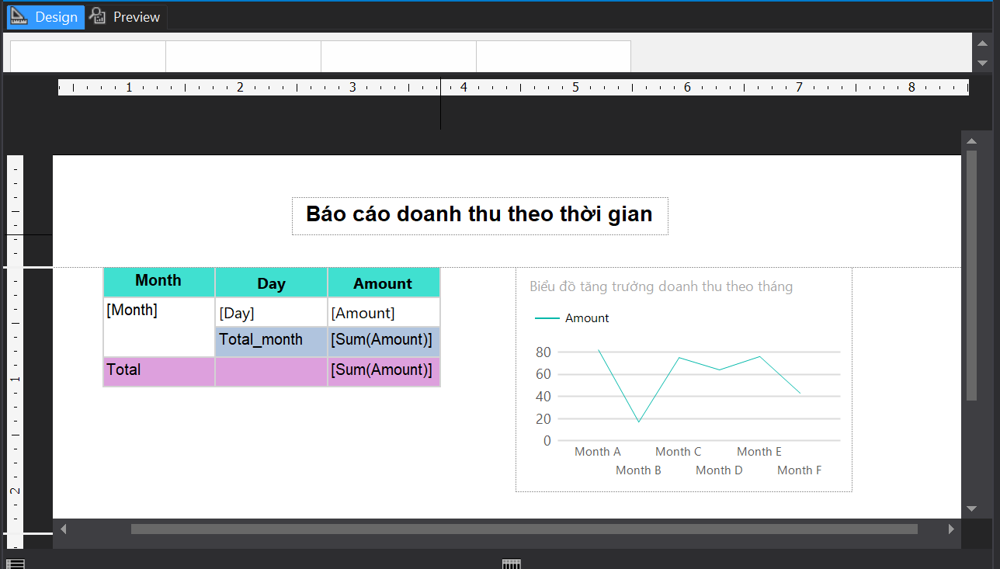 Design Preview
1 2 3 4 5 6 7 8
Báo cáo doanh thu theo thời gian
Month Day Amount
[Month] [Day] [Amount]
Total_month [Sum(Amount)]
Total [Sum(Amount)]
Biểu đồ tăng trưởng doanh thu theo tháng
Amount
80
60
40
20
0
Month A Month C Month E
Month B Month D Month F
1
2